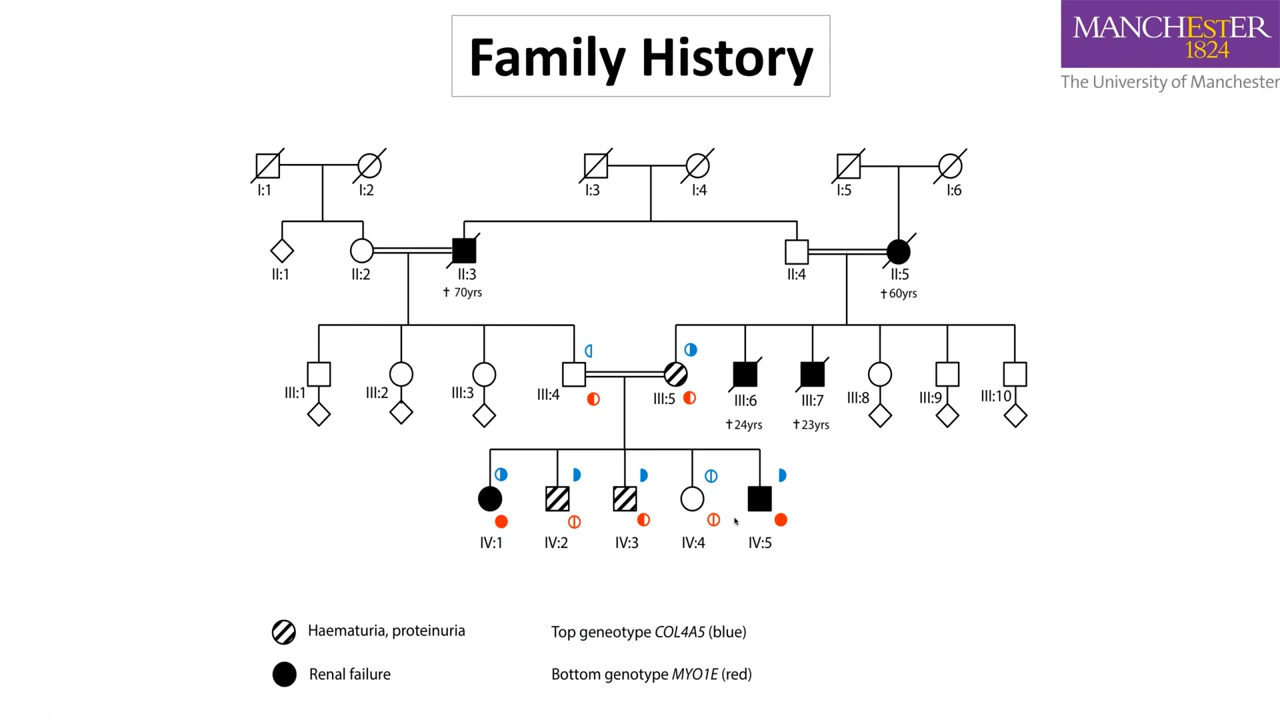 Family History
MANCHESTER
1824
The University of Manchester
I:1
I:2
I:3
I:4
I:5
I:6
II:1
II:2
II:3
II:4
II:5
✝ 70yrs
✝60yrs
III:1
III:2
III:3
III:4
III:5
III:6
III:7
III:8
III:9
III:10
✝24yrs
✝23yrs
IV:1
IV:2
IV:3
IV:4
IV:5
Haematuria, proteinuria
Top geneotype COL4A5 (blue)
Renal failure
Bottom genotype MYO1E (red)